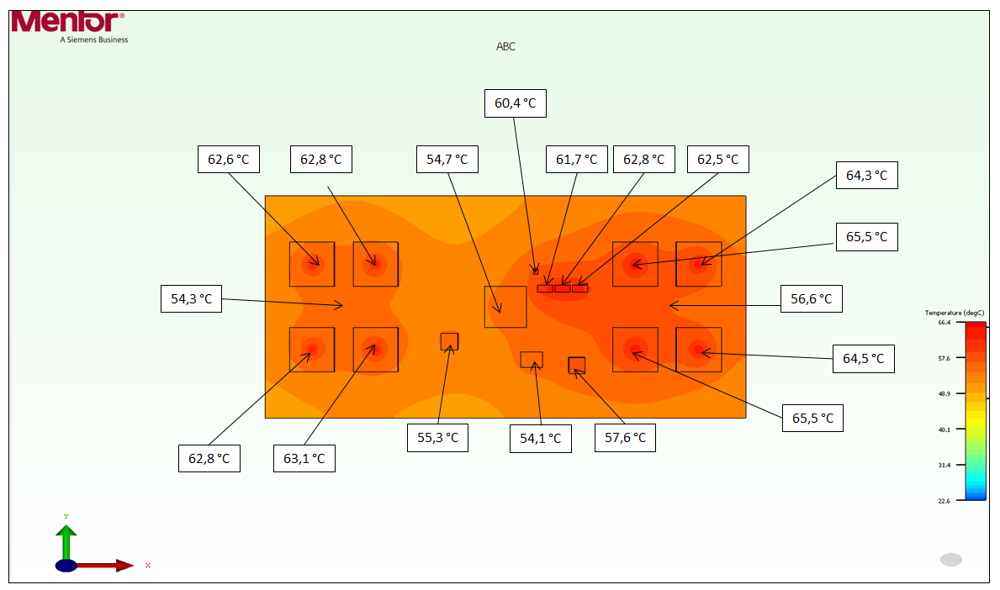 Mentor®
A Siemens Business
ABC
60,4 °C
62,6 °C
62,8 °C
54,7 °C
61,7 °C
62,8 °C
62,5 °C
64,3 °C
65,5 °C
54,3 °C
56,6 °C
Temperature (degC)
66.4
57.6
48.9
40.1
31.4
22.6
64,5 °C
65,5 °C
55,3 °C
54,1 °C
57,6 °C
62,8 °C
63,1 °C
Y
X